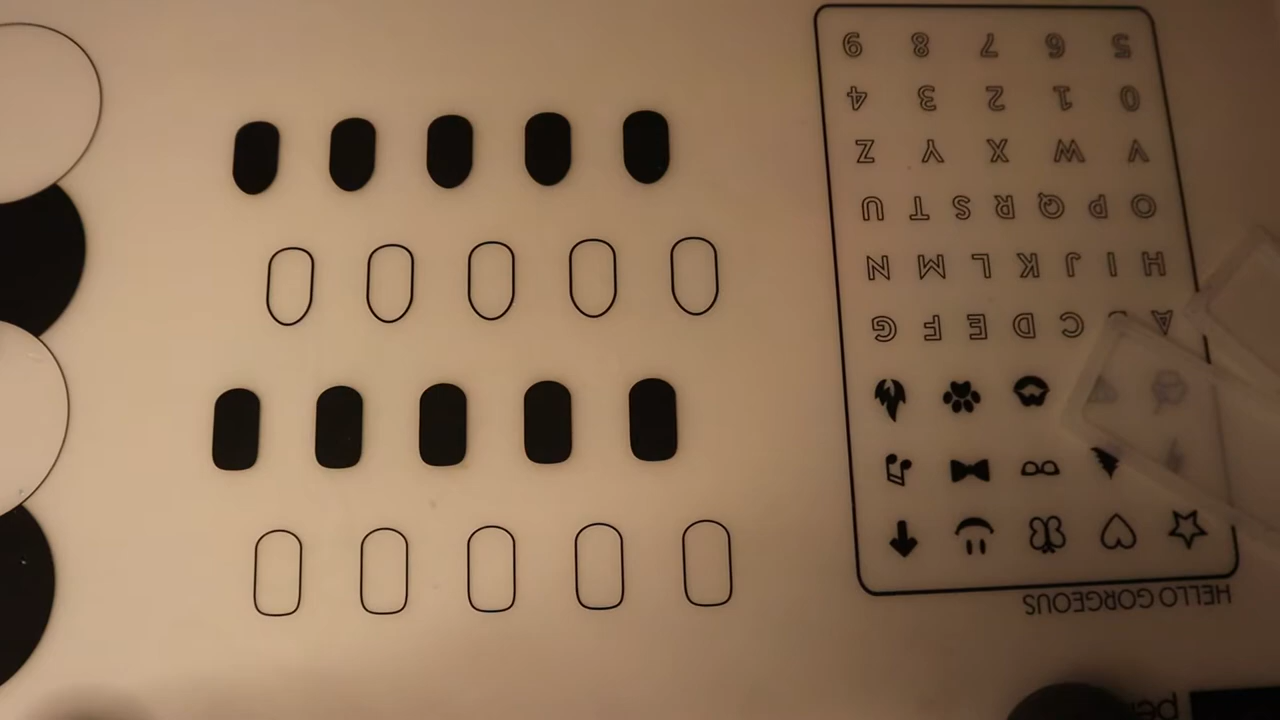 HELLO GORGEOUS
A C D E F G
H I J K L M N
O P Q R S T U
V W X Y Z
0 1 2 3 4
5 6 7 8 9